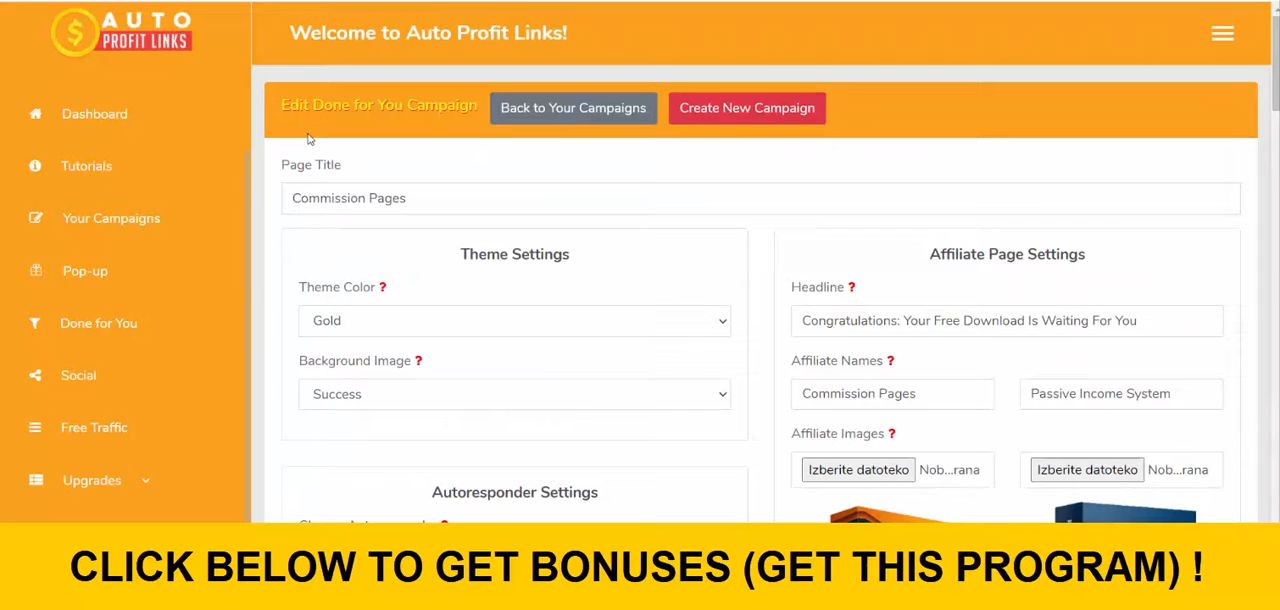 AUTO
PROFIT LINKS
Welcome to Auto Profit Links!
Dashboard
Tutorials
Your Campaigns
Pop-up
Done for You
Social
Free Traffic
Upgrades
Edit Done for You Campaign
Back to Your Campaigns
Create New Campaign
Page Title
Commission Pages
Theme Settings
Theme Color ?
Gold
Background Image ?
Success
Autoresponder Settings
Affiliate Page Settings
Headline ?
Congratulations: Your Free Download Is Waiting For You
Affiliate Names ?
Commission Pages
Passive Income System
Affiliate Images ?
Izberite datoteko Nob...rana
Izberite datoteko Nob...rana
CLICK BELOW TO GET BONUSES (GET THIS PROGRAM) !